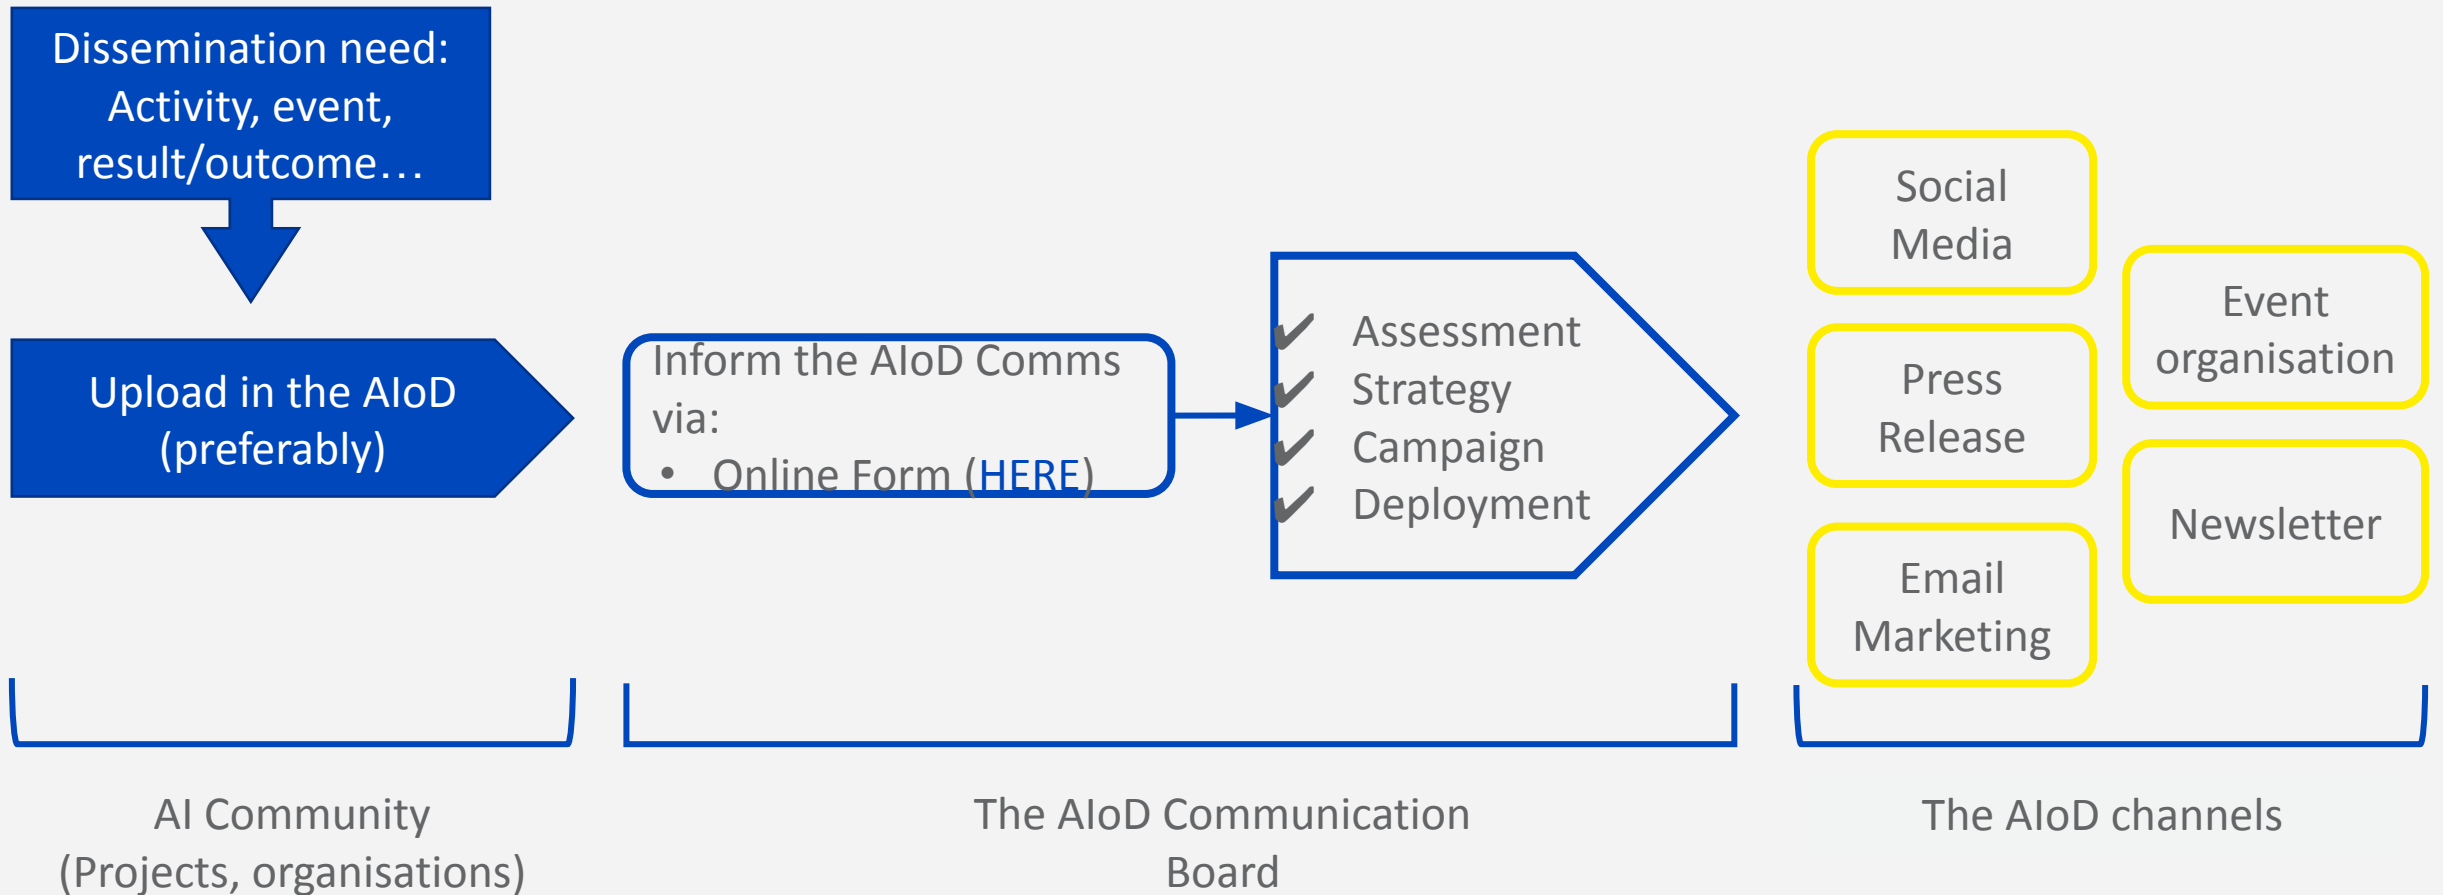 Dissemination need:
Activity, event,
result/outcome…
Upload in the AIoD
(preferably)
Inform the AIoD Comms
via:
• Online Form (HERE)
✔ Assessment
✔ Strategy
✔ Campaign
✔ Deployment
Social
Media
Press
Release
Email
Marketing
Event
organisation
Newsletter
AI Community
(Projects, organisations)
The AIoD Communication
Board
The AIoD channels